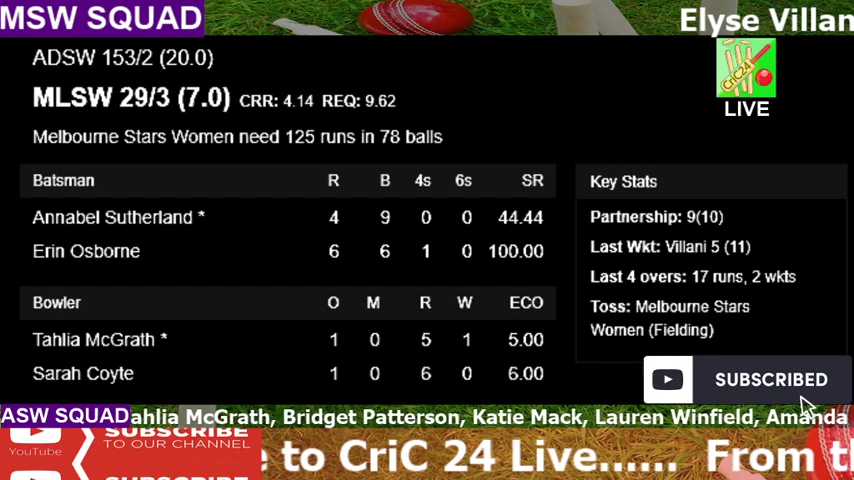 MSW SQUAD
Elyse Villan
ADSW 153/2 (20.0)
MLSW 29/3 (7.0) CRR: 4.14 REQ: 9.62
CriC24
LIVE
Melbourne Stars Women need 125 runs in 78 balls
Batsman R B 4s 6s SR
Annabel Sutherland * 4 9 0 0 44.44
Erin Osborne 6 6 1 0 100.00
Bowler O M R W ECO
Tahlia McGrath * 1 0 5 1 5.00
Sarah Coyte 1 0 6 0 6.00
Key Stats
Partnership: 9(10)
Last Wkt: Villani 5 (11)
Last 4 overs: 17 runs, 2 wkts
Toss: Melbourne Stars
Women (Fielding)
SUBSCRIBED
ASW SQUAD ahlia McGrath, Bridget Patterson, Katie Mack, Lauren Winfield, Amanda
YouTube
SUBSCRIBE
TO OUR CHANNEL
e to CriC 24 Live...... From t
SUBSCRIBE